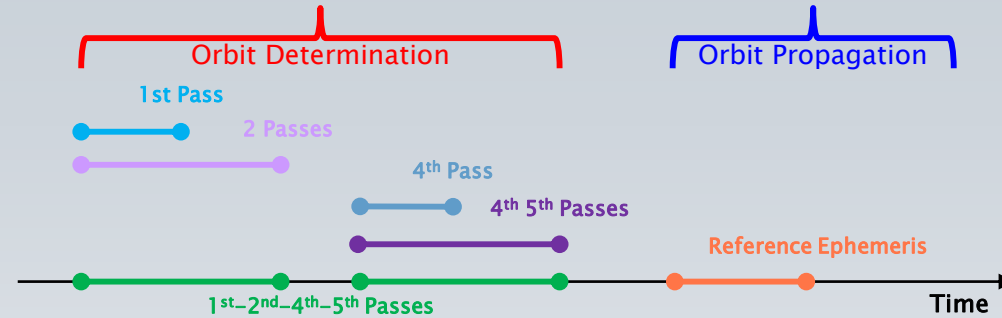 Orbit Determination
Orbit Propagation
1st Pass
2 Passes
4th Pass
4th 5th Passes
Reference Ephemeris
1st-2nd-4th-5th Passes
Time